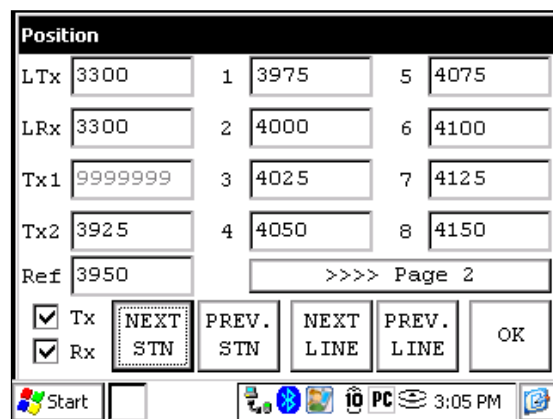 Position
LTx 3300 1 3975 5 4075
LRx 3300 2 4000 6 4100
Tx1 9999999 3 4025 7 4125
Tx2 3925 4 4050 8 4150
Ref 3950 >>>> Page 2
Tx NEXT PREV. NEXT PREV. OK
Rx STN STN LINE LINE
Start 10 PC 3:05 PM